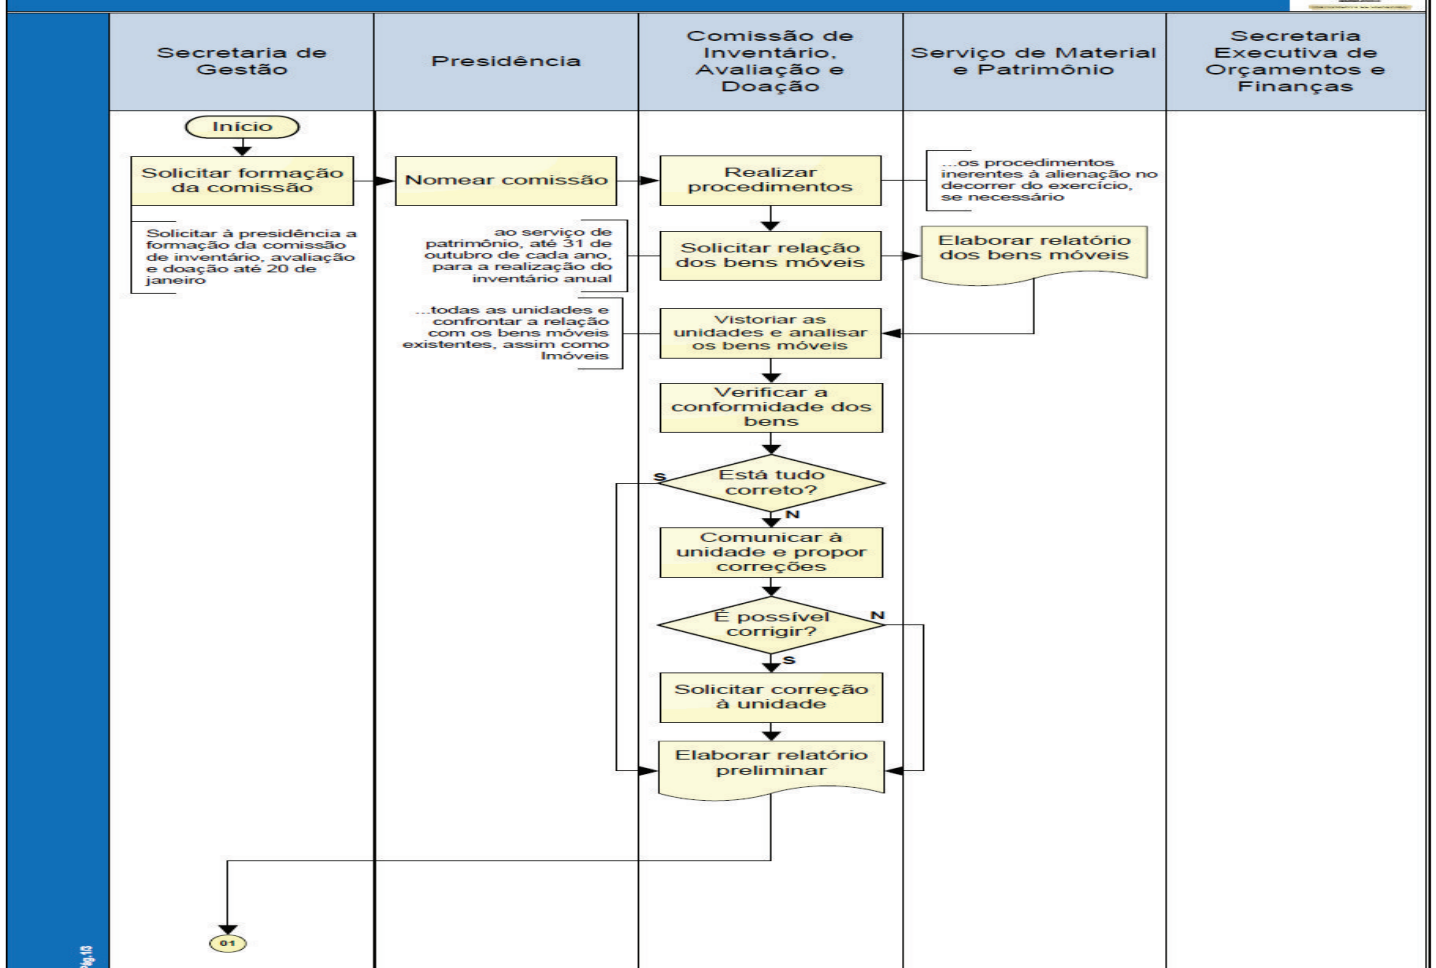 Secretaria de
Gestão
Presidência
Comissão de
Inventário,
Avaliação e
Doação
Serviço de Material
e Patrimônio
Secretaria
Executiva de
Orçamentos e
Finanças
Início
Solicitar formação
da comissão
Nomear comissão
Realizar
procedimentos
...os procedimentos
inerentes à alienação no
decorrer do exercício,
se necessário
Solicitar à presidência a
formação da comissão
de inventário, avaliação
e doação até 20 de
janeiro
ao serviço de
patrimônio, até 31 de
outubro de cada ano,
para a realização do
inventário anual
Solicitar relação
dos bens móveis
Elaborar relatório
dos bens móveis
...todas as unidades e
confrontar a relação
com os bens móveis
existentes, assim como
Imóveis
Vistoriar as
unidades e analisar
os bens móveis
Verificar a
conformidade dos
bens
Está tudo
correto?
S
N
Comunicar à
unidade e propor
correções
É possível
corrigir?
N
S
Solicitar correção
à unidade
Elaborar relatório
preliminar
01
Pág.1/3